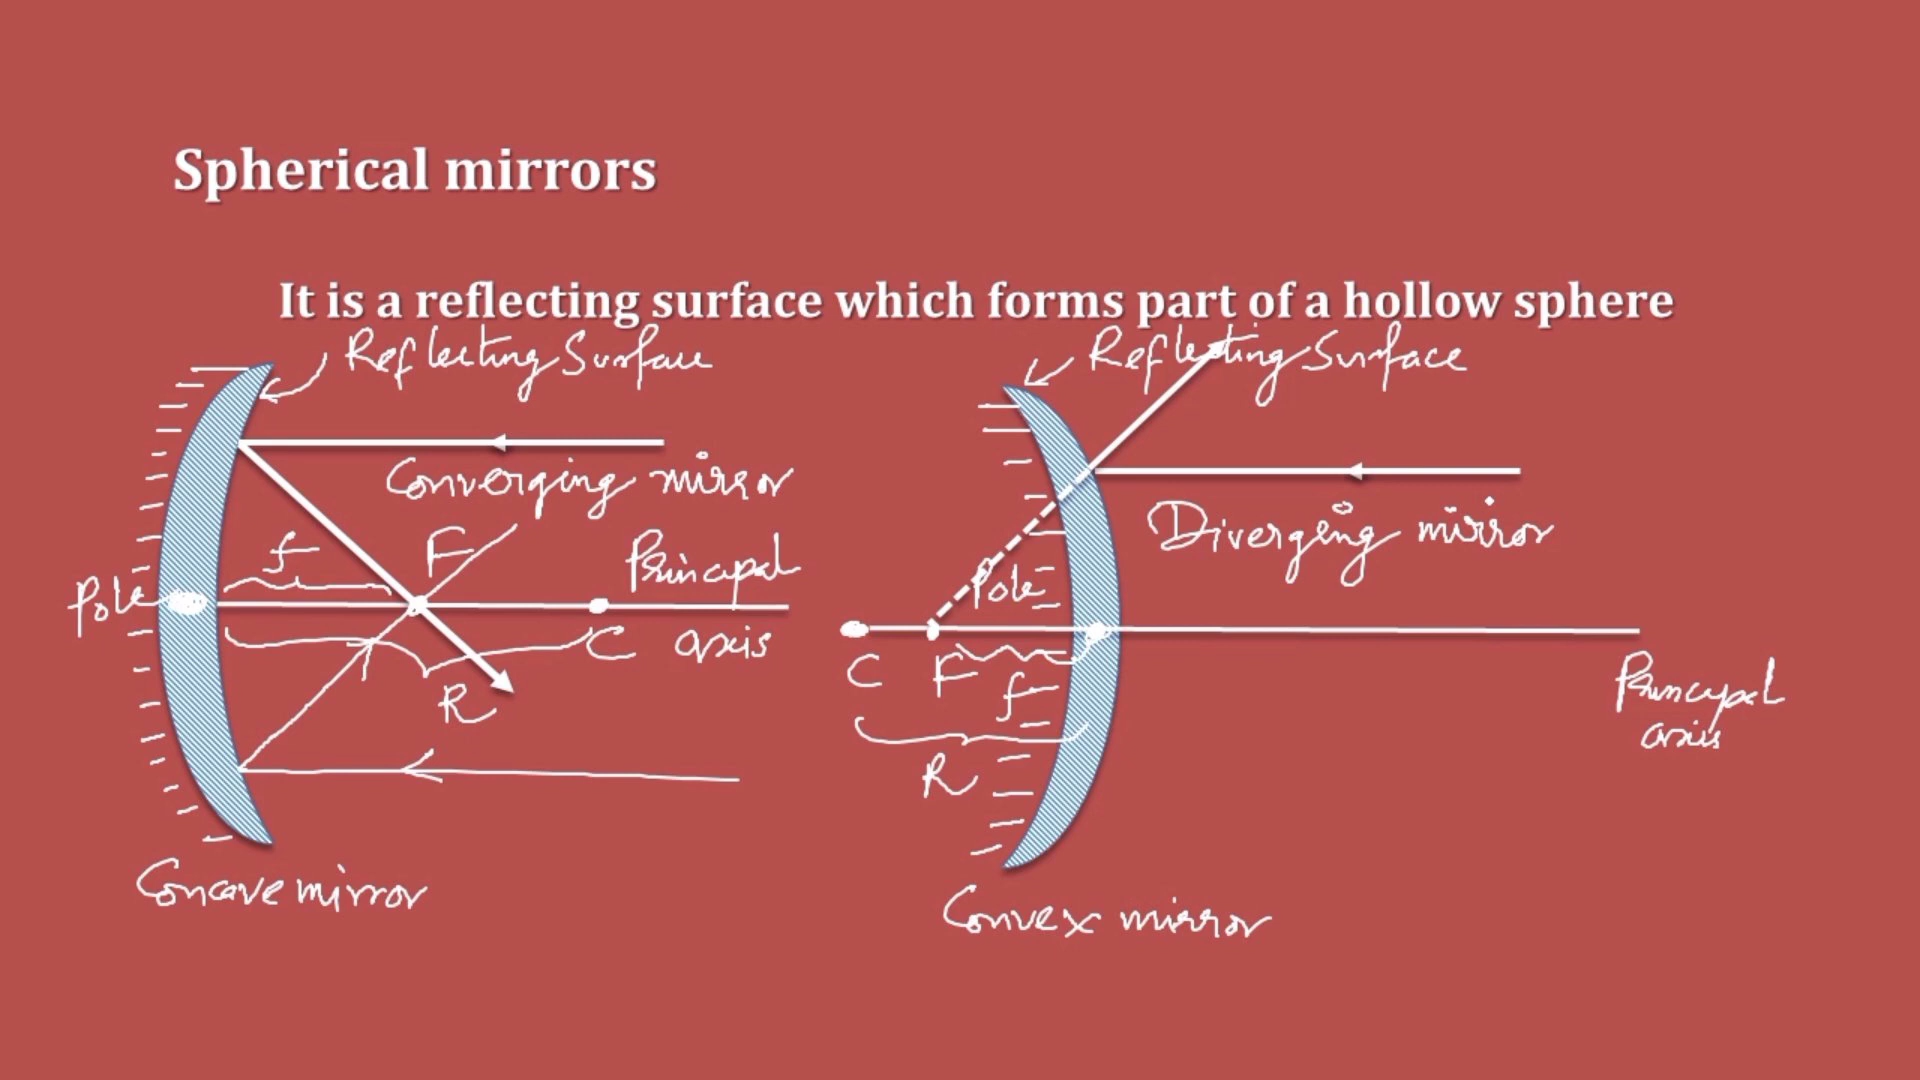 Spherical mirrors
It is a reflecting surface which forms part of a hollow sphere
Reflecting Surface
Reflecting Surface
Converging mirror
Diverging mirror
f
F
Principal
axis
Pole
C
R
Pole
C
F
f
R
Principal
axis
Concave mirror
Convex mirror